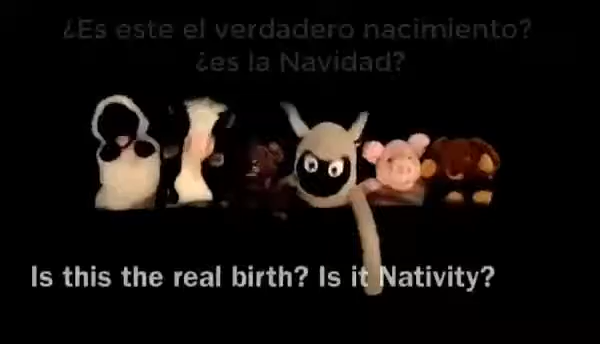 ¿Es este el verdadero nacimiento?
¿es la Navidad?
Is this the real birth? Is it Nativity?